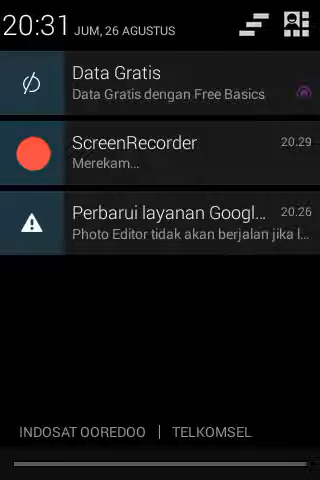 20:31 JUM, 26 AGUSTUS
Data Gratis
Data Gratis dengan Free Basics
ScreenRecorder 20.29
Merekam...
Perbarui layanan Googl... 20.26
Photo Editor tidak akan berjalan jika l...
INDOSAT OOREDOO | TELKOMSEL